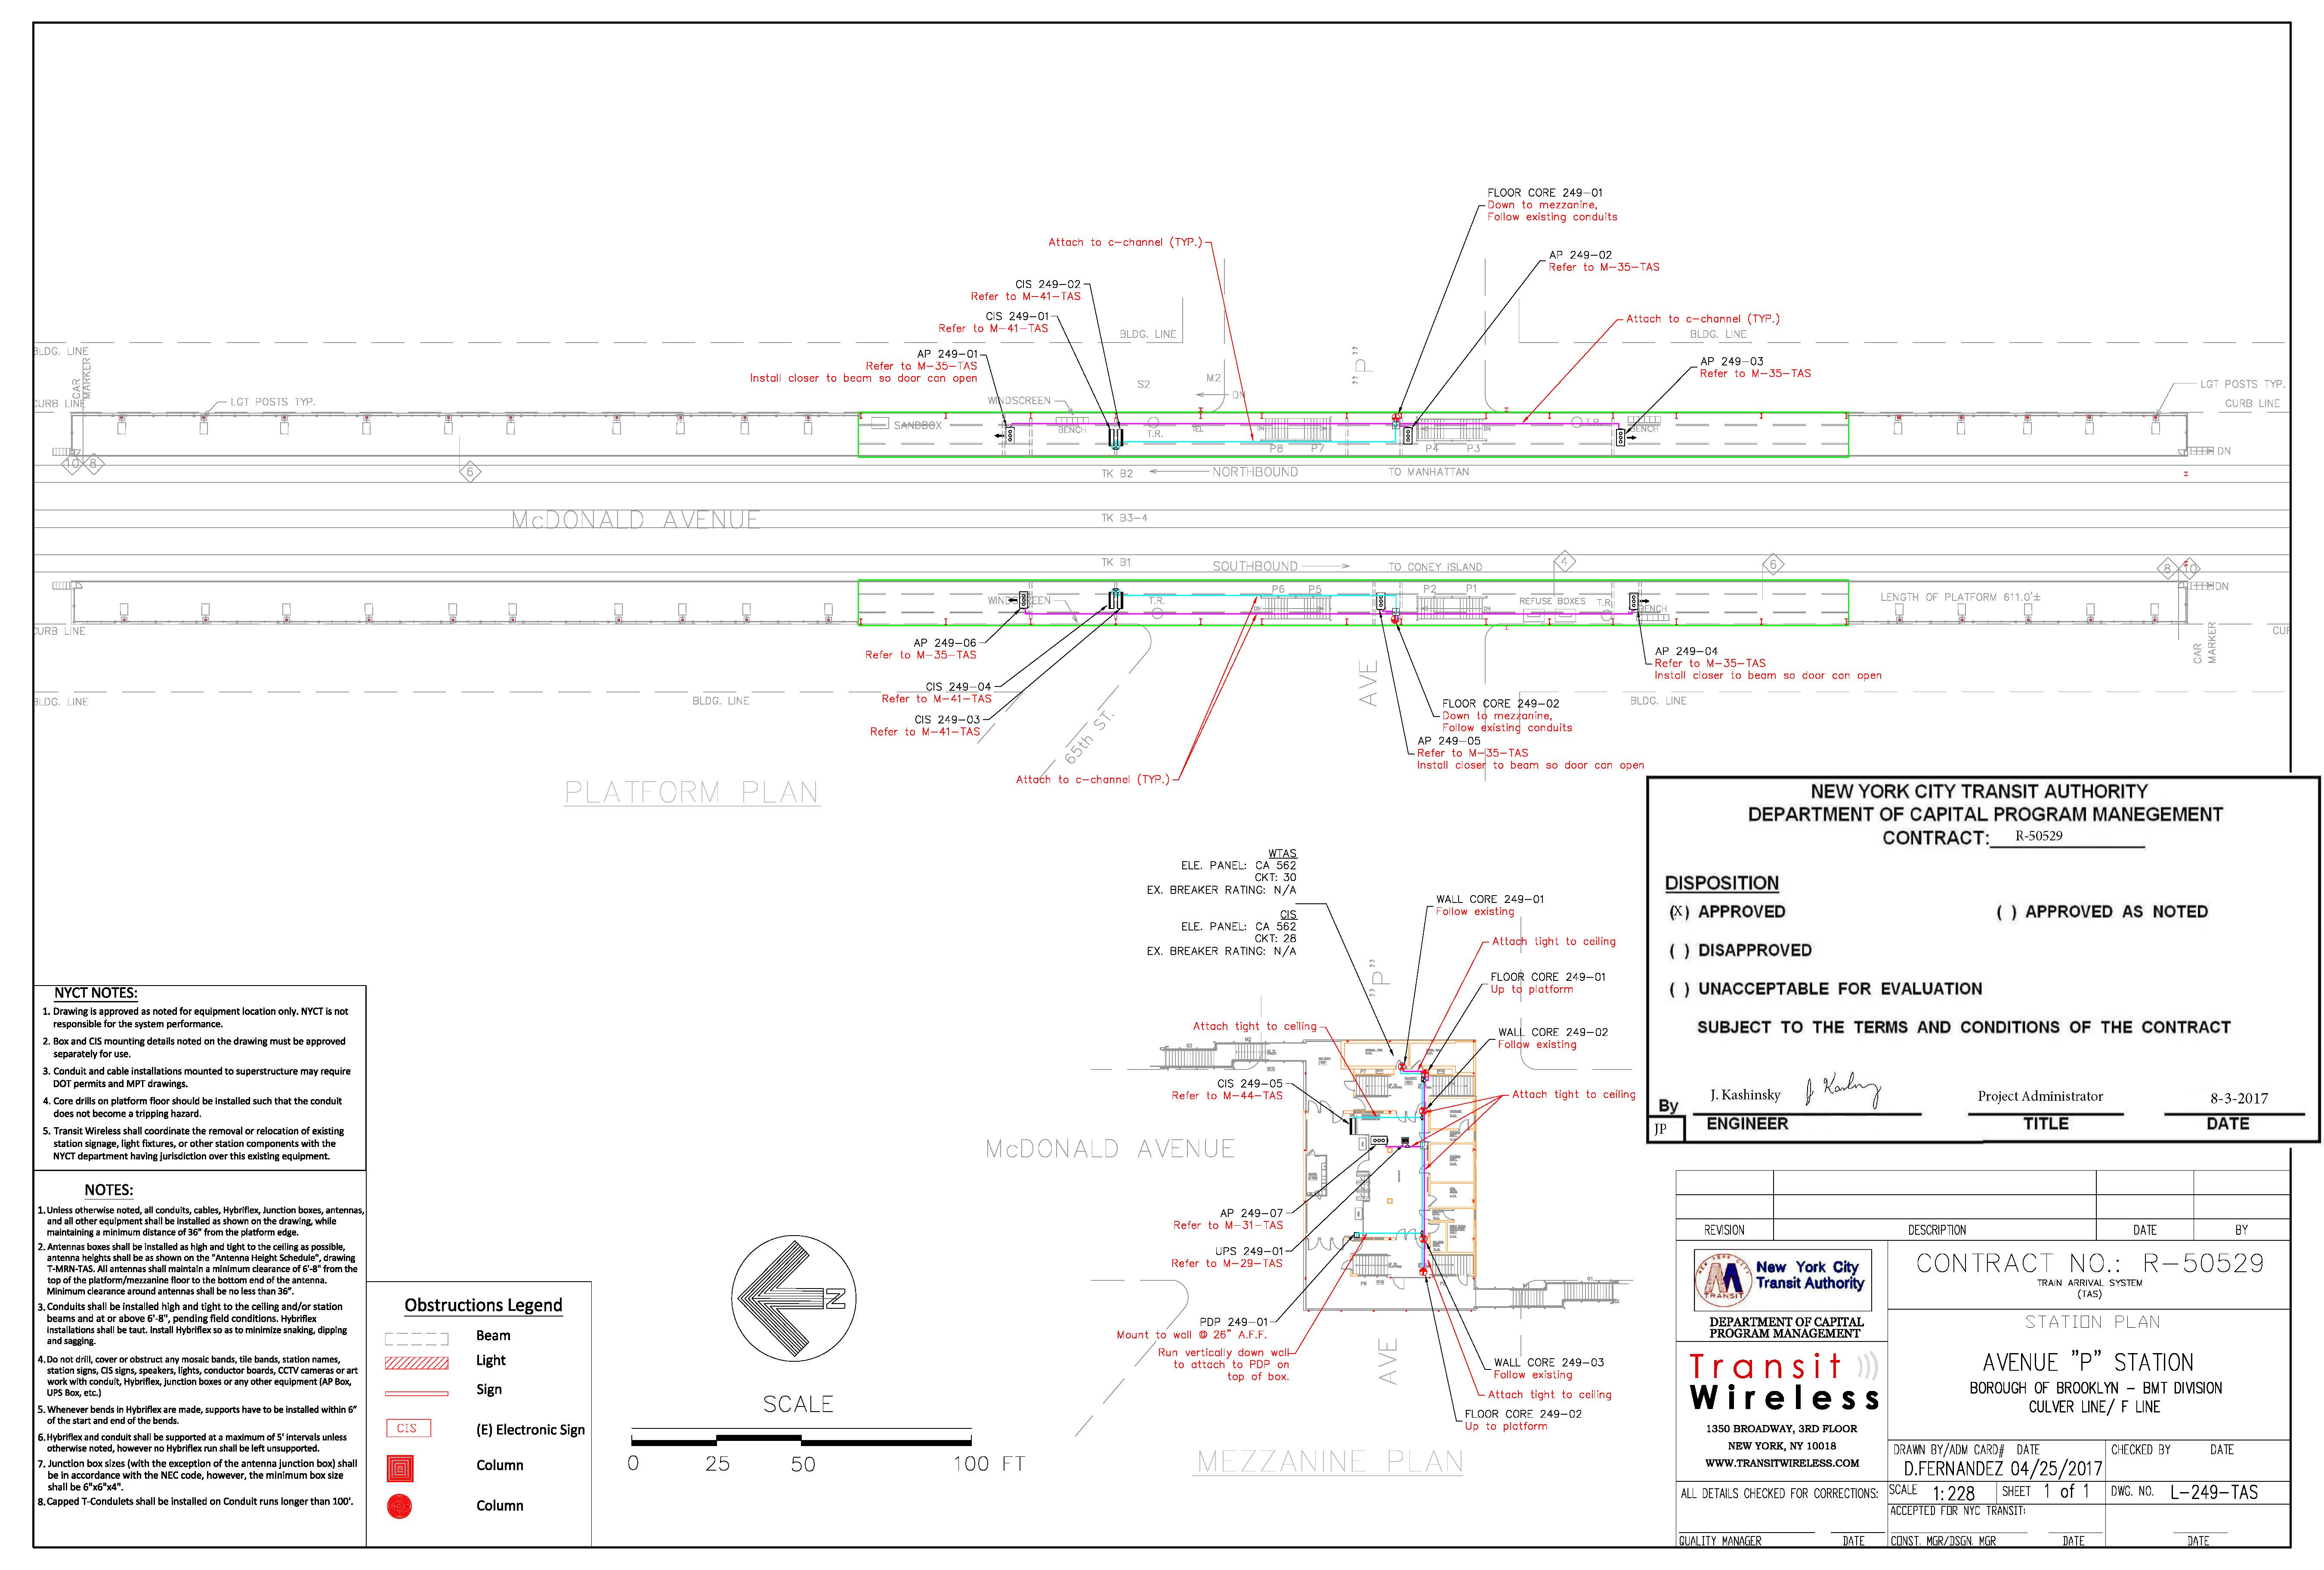 FLOOR CORE 249-01
Down to mezzanine,
Follow existing conduits
Attach to c-channel (TYP.)
AP 249-02
Refer to M-35-TAS
CIS 249-02
Refer to M-41-TAS
CIS 249-01
Refer to M-41-TAS
Attach to c-channel (TYP.)
BLDG. LINE
BLDG. LINE
BLDG. LINE
AP 249-01
Refer to M-35-TAS
Install closer to beam so door can open
"P"
AP 249-03
Refer to M-35-TAS
CAR
MARKER
S2
M2
DN
LGT POSTS TYP.
CURB LINE
LGT POSTS TYP.
WINDSCREEN
CURB LINE
SANDBOX
BENCH
T.R.
TEL
DN
DN
T.R.
BENCH
P8
P7
P4
P3
DN
10
8
6
TK B2
NORTHBOUND
TO MANHATTAN
McDONALD AVENUE
TK B3-4
TK B1
SOUTHBOUND
TO CONEY ISLAND
4
6
8
10
DN
P6
P5
P2
P1
WINDSCREEN
T.R.
DN
DN
REFUSE BOXES
T.R.
BENCH
LENGTH OF PLATFORM 611.0'±
CURB LINE
CUR
CAR
MARKER
AP 249-06
Refer to M-35-TAS
AP 249-04
Refer to M-35-TAS
Install closer to beam so door can open
CIS 249-04
Refer to M-41-TAS
CIS 249-03
Refer to M-41-TAS
BLDG. LINE
BLDG. LINE
BLDG. LINE
65th ST.
AVE
FLOOR CORE 249-02
Down to mezzanine,
Follow existing conduits
AP 249-05
Refer to M-35-TAS
Install closer to beam so door can open
Attach to c-channel (TYP.)
PLATFORM PLAN
NEW YORK CITY TRANSIT AUTHORITY
DEPARTMENT OF CAPITAL PROGRAM MANEGEMENT
CONTRACT: R-50529
DISPOSITION
(X) APPROVED
( ) APPROVED AS NOTED
( ) DISAPPROVED
( ) UNACCEPTABLE FOR EVALUATION
SUBJECT TO THE TERMS AND CONDITIONS OF THE CONTRACT
By J. Kashinsky
Project Administrator
8-3-2017
JP
ENGINEER
TITLE
DATE
WTAS
ELE. PANEL: CA 562
CKT: 30
EX. BREAKER RATING: N/A
CIS
ELE. PANEL: CA 562
CKT: 28
EX. BREAKER RATING: N/A
WALL CORE 249-01
Follow existing
Attach tight to ceiling
"P"
FLOOR CORE 249-01
Up to platform
Attach tight to ceiling
WALL CORE 249-02
Follow existing
CIS 249-05
Refer to M-44-TAS
Attach tight to ceiling
McDONALD AVENUE
AP 249-07
Refer to M-31-TAS
UPS 249-01
Refer to M-29-TAS
PDP 249-01
Mount to wall @ 26" A.F.F.
Run vertically down wall
to attach to PDP on
top of box.
AVE
WALL CORE 249-03
Follow existing
Attach tight to ceiling
FLOOR CORE 249-02
Up to platform
MEZZANINE PLAN
NYCT NOTES:
1. Drawing is approved as noted for equipment location only. NYCT is not
responsible for the system performance.
2. Box and CIS mounting details noted on the drawing must be approved
separately for use.
3. Conduit and cable installations mounted to superstructure may require
DOT permits and MPT drawings.
4. Core drills on platform floor should be installed such that the conduit
does not become a tripping hazard.
5. Transit Wireless shall coordinate the removal or relocation of existing
station signage, light fixtures, or other station components with the
NYCT department having jurisdiction over this existing equipment.
NOTES:
1. Unless otherwise noted, all conduits, cables, Hybriflex, Junction boxes, antennas,
and all other equipment shall be installed as shown on the drawing, while
maintaining a minimum distance of 36" from the platform edge.
2. Antennas boxes shall be installed as high and tight to the ceiling as possible,
antenna heights shall be as shown on the "Antenna Height Schedule", drawing
T-MRN-TAS. All antennas shall maintain a minimum clearance of 6'-8" from the
top of the platform/mezzanine floor to the bottom end of the antenna.
Minimum clearance around antennas shall be no less than 36".
3. Conduits shall be installed high and tight to the ceiling and/or station
beams and at or above 6'-8", pending field conditions. Hybriflex
installations shall be taut. Install Hybriflex so as to minimize snaking, dipping
and sagging.
4. Do not drill, cover or obstruct any mosaic bands, tile bands, station names,
station signs, CIS signs, speakers, lights, conductor boards, CCTV cameras or art
work with conduit, Hybriflex, junction boxes or any other equipment (AP Box,
UPS Box, etc.)
5. Whenever bends in Hybriflex are made, supports have to be installed within 6"
of the start and end of the bends.
6. Hybriflex and conduit shall be supported at a maximum of 5' intervals unless
otherwise noted, however no Hybriflex run shall be left unsupported.
7. Junction box sizes (with the exception of the antenna junction box) shall
be in accordance with the NEC code, however, the minimum box size
shall be 6"x6"x4".
8. Capped T-Condulets shall be installed on Conduit runs longer than 100'.
Obstructions Legend
Beam
Light
Sign
CIS
(E) Electronic Sign
Column
Column
N
SCALE
0 25 50 100 FT
REVISION
DESCRIPTION
DATE
BY
NEW YORK CITY
TRANSIT
New York City
Transit Authority
DEPARTMENT OF CAPITAL
PROGRAM MANAGEMENT
Transit
Wireless
1350 BROADWAY, 3RD FLOOR
NEW YORK, NY 10018
WWW.TRANSITWIRELESS.COM
ALL DETAILS CHECKED FOR CORRECTIONS:
QUALITY MANAGER
DATE
CONTRACT NO.: R-50529
TRAIN ARRIVAL SYSTEM
(TAS)
STATION PLAN
AVENUE "P" STATION
BOROUGH OF BROOKLYN - BMT DIVISION
CULVER LINE/ F LINE
DRAWN BY/ADM CARD# DATE
D.FERNANDEZ 04/25/2017
CHECKED BY
DATE
SCALE 1:228
SHEET 1 of 1
DWG. NO. L-249-TAS
ACCEPTED FOR NYC TRANSIT:
CONST. MGR/DSGN. MGR
DATE
DATE